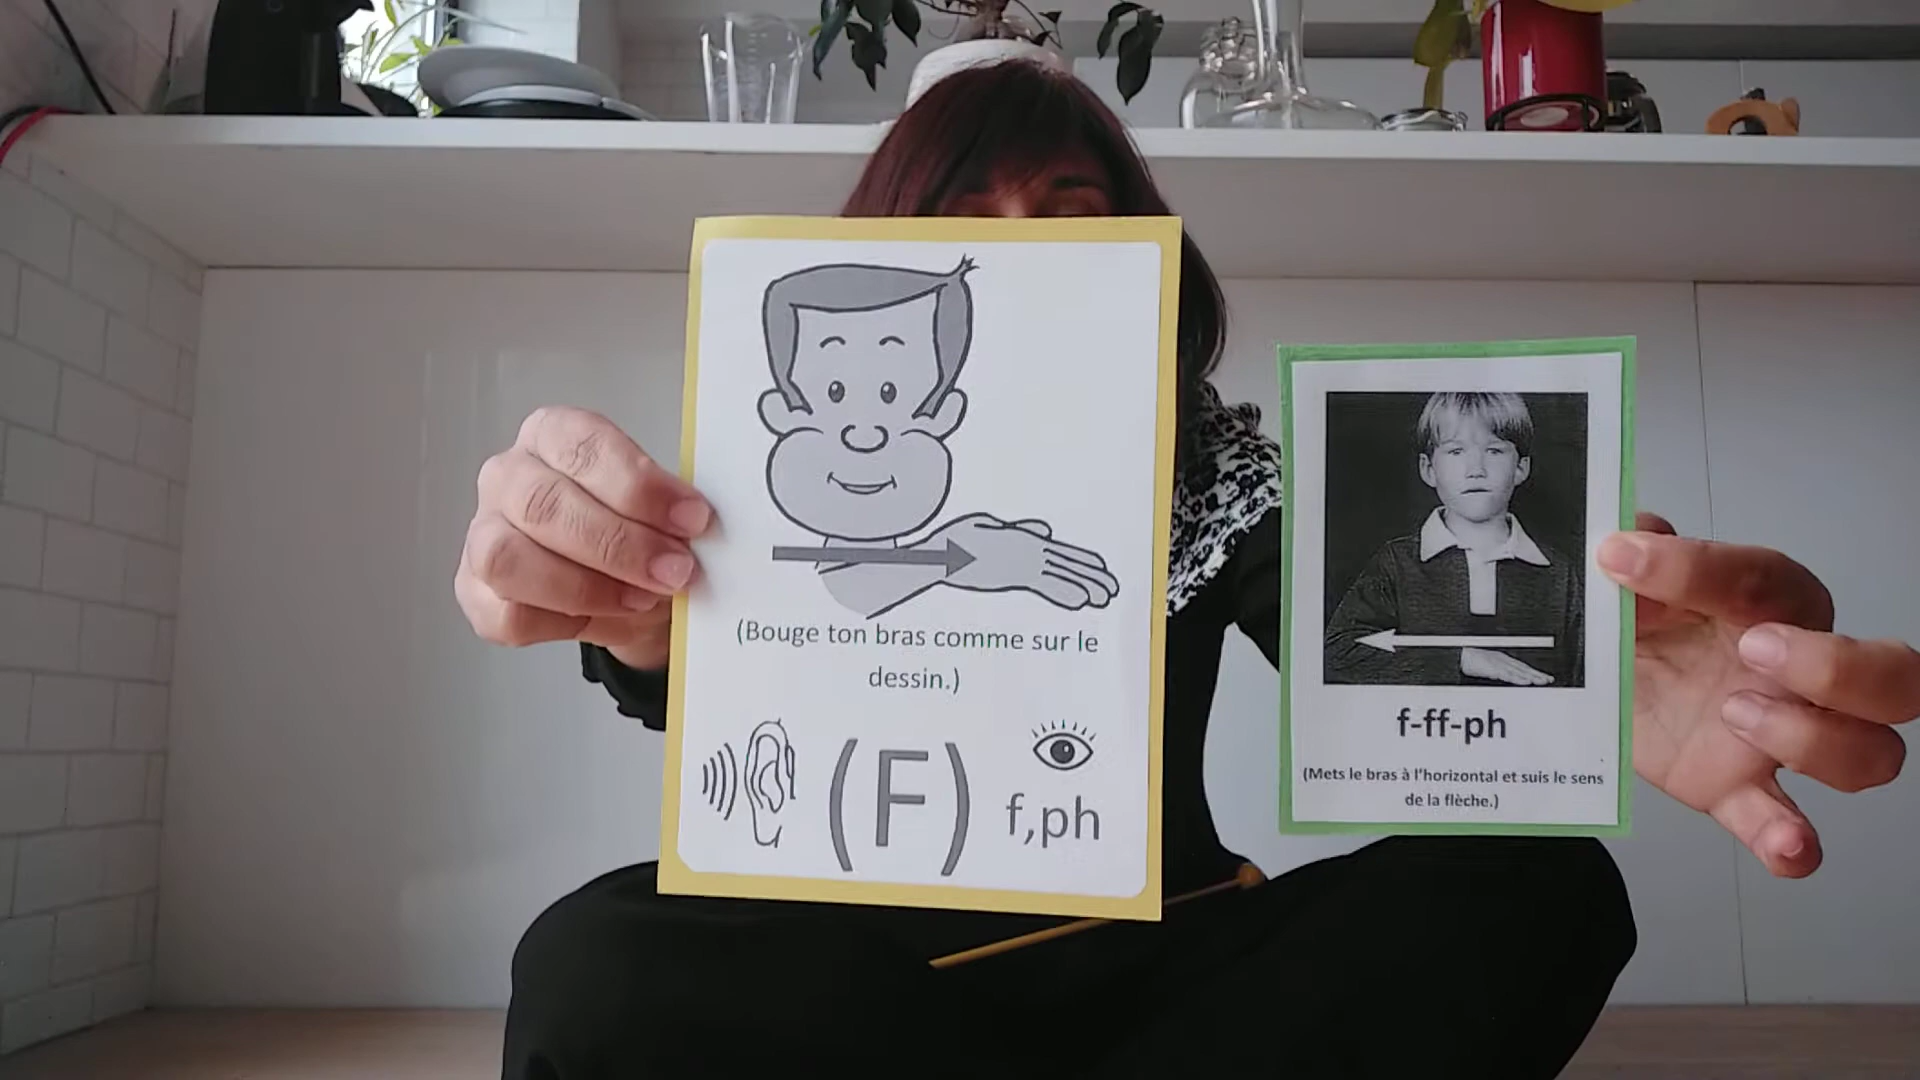 (Bouge ton bras comme sur le
dessin.)
(F)
f,ph
f-ff-ph
(Mets le bras à l'horizontal et suis le sens
de la flèche.)